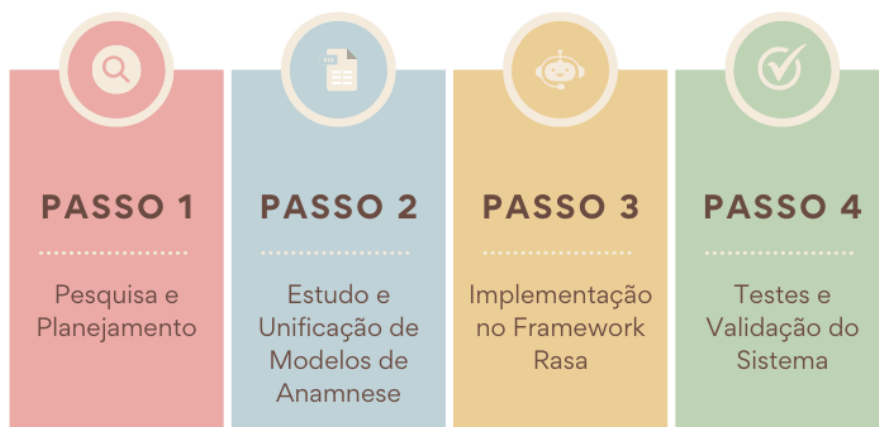 PASSO 1
Pesquisa e
Planejamento
PASSO 2
Estudo e
Unificação de
Modelos de
Anamnese
PASSO 3
Implementação
no Framework
Rasa
PASSO 4
Testes e
Validação do
Sistema